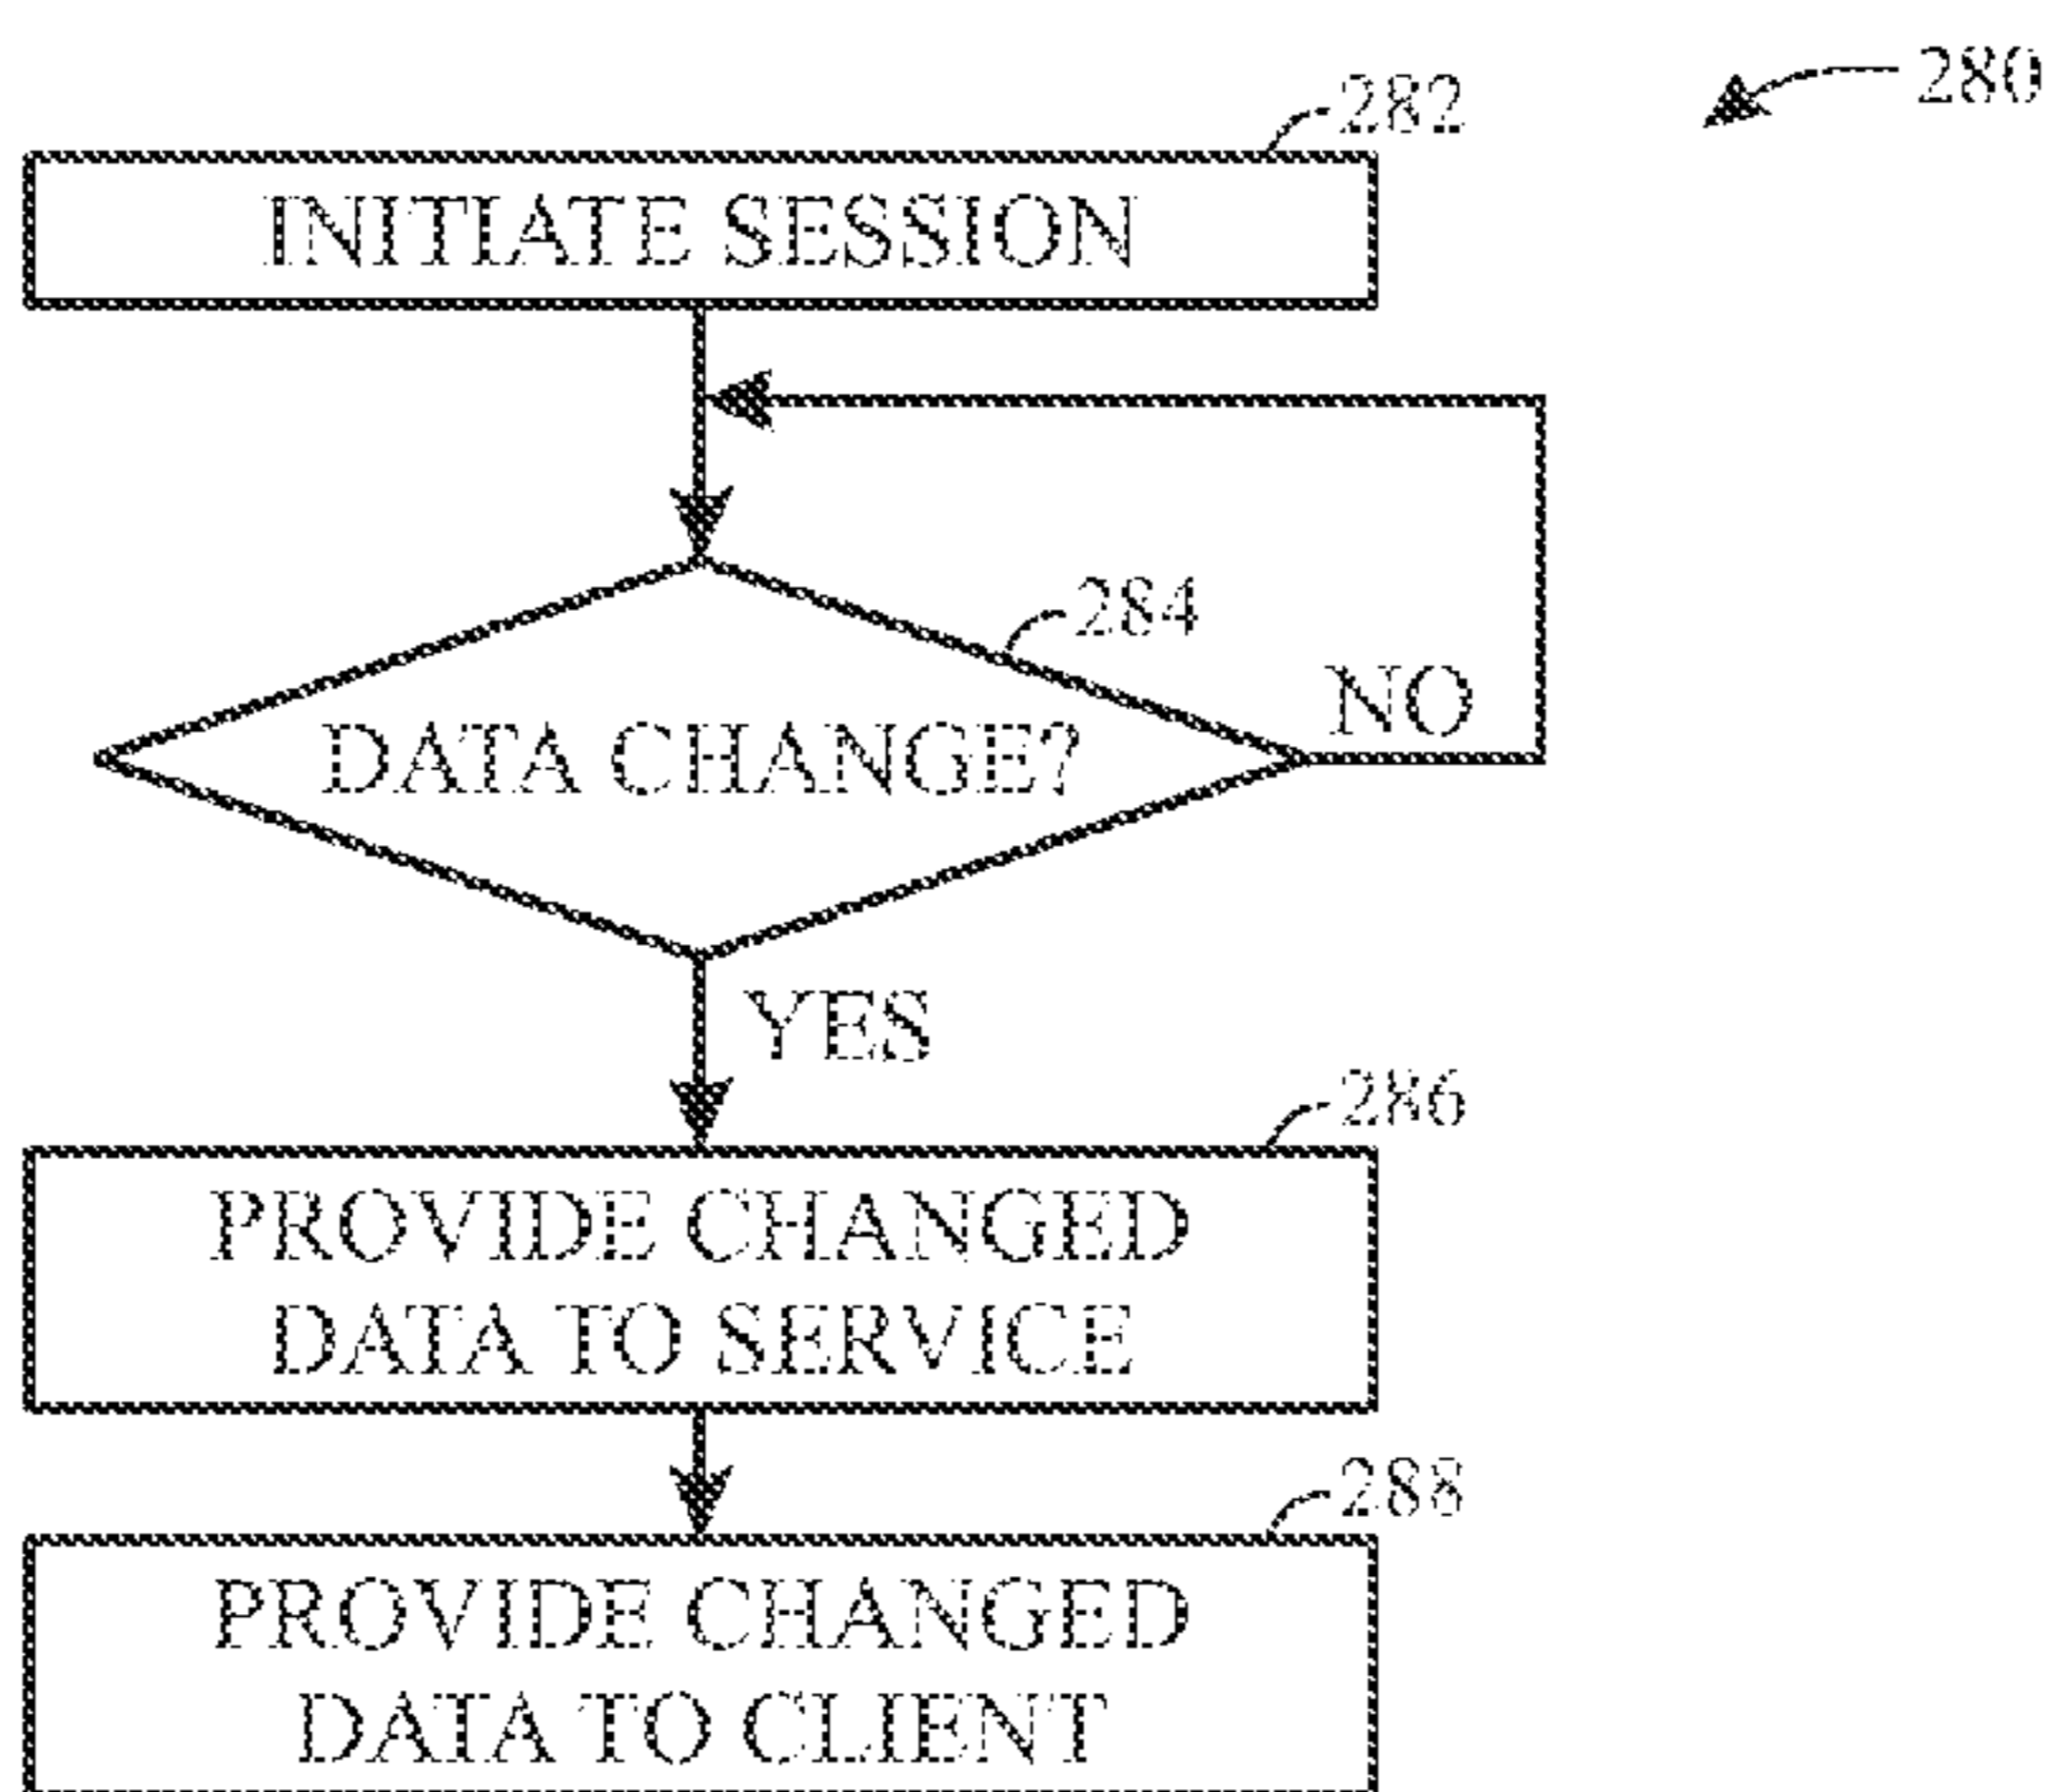 280
282
INITIATE SESSION
284
NO
DATA CHANGE?
YES
286
PROVIDE CHANGED
DATA TO SERVICE
288
PROVIDE CHANGED
DATA TO CLIENT